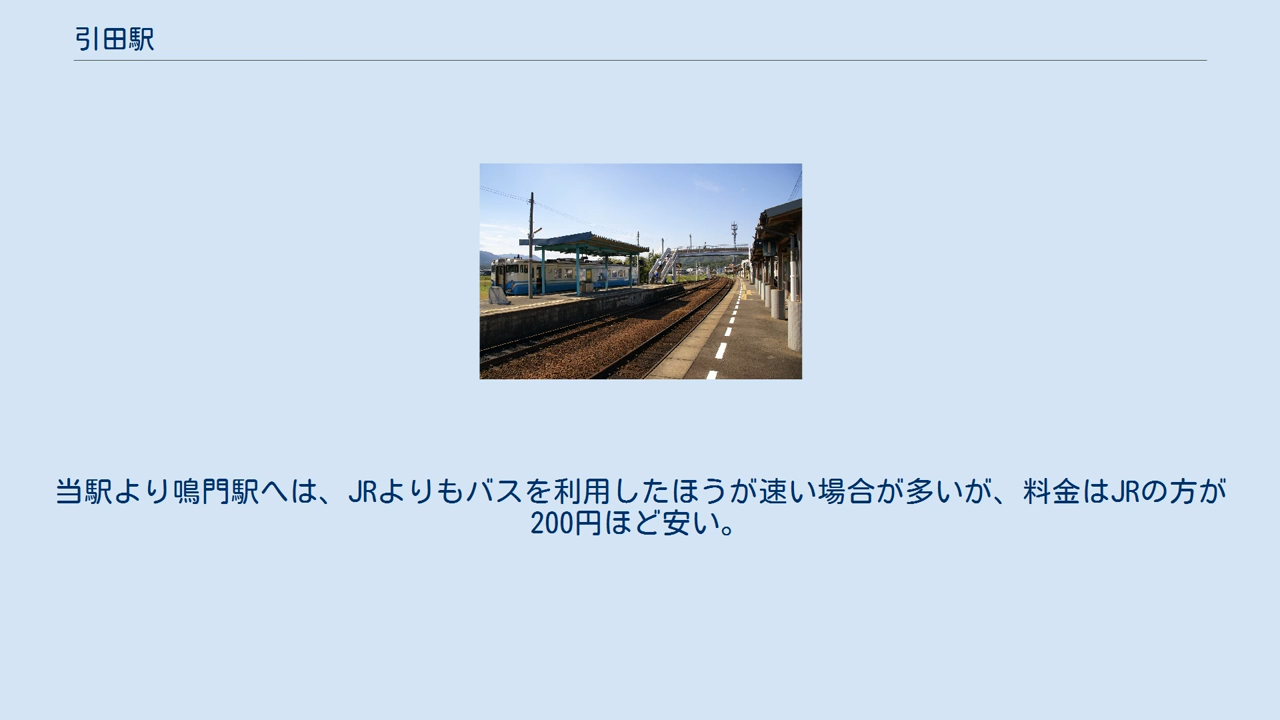 引田駅
当駅より鳴門駅へは、JRよりもバスを利用したほうが速い場合が多いが、料金はJRの方が
200円ほど安い。